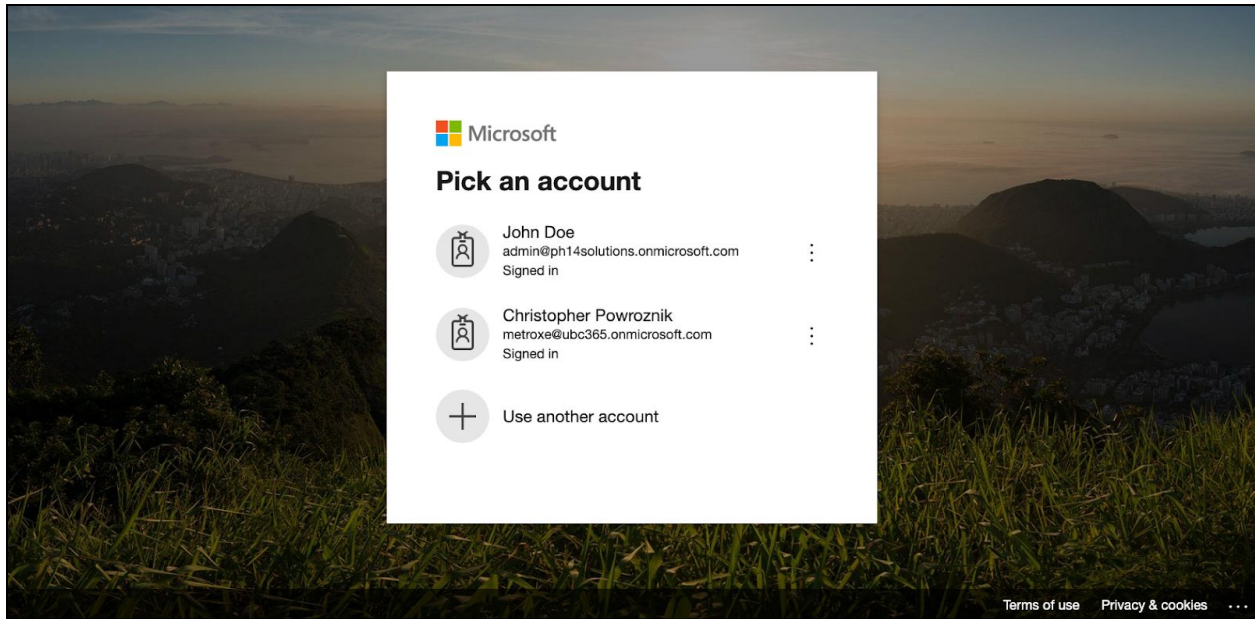 Microsoft
Pick an account
John Doe
admin@ph14solutions.onmicrosoft.com
Signed in
Christopher Powroznik
metroxe@ubc365.onmicrosoft.com
Signed in
Use another account
Terms of use Privacy & cookies ...